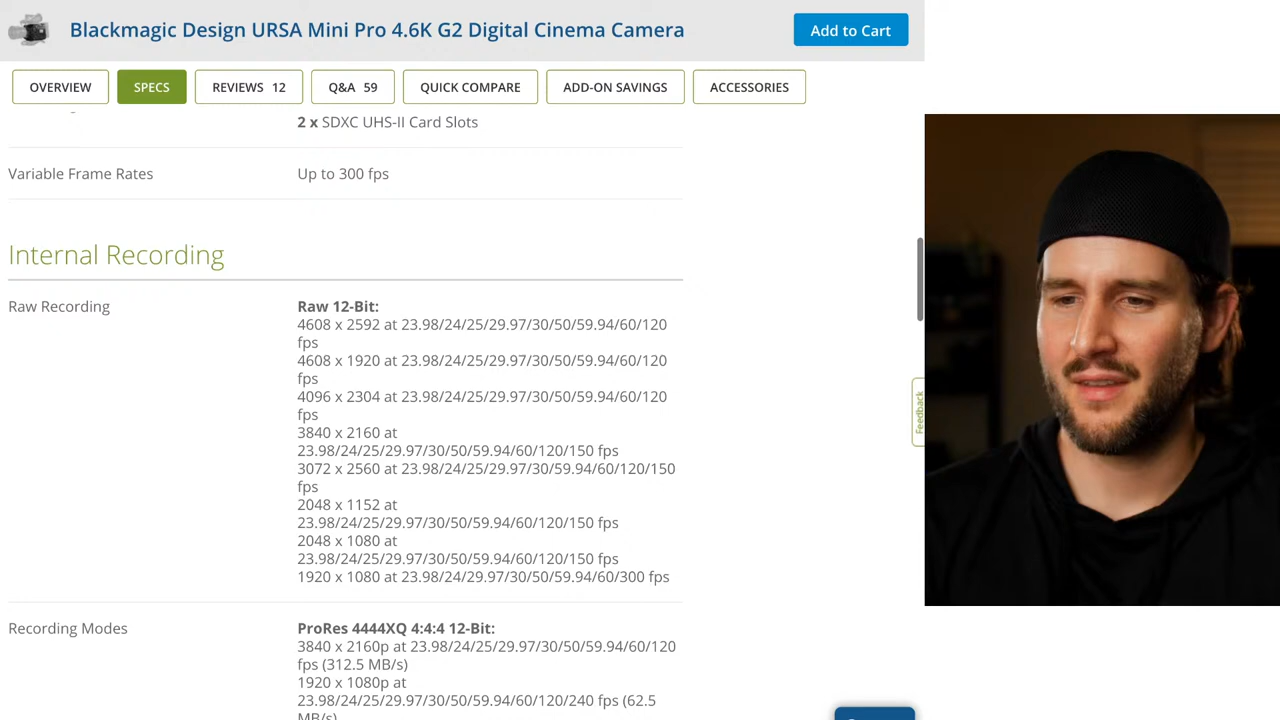 Blackmagic Design URSA Mini Pro 4.6K G2 Digital Cinema Camera
Add to Cart
OVERVIEW
SPECS
REVIEWS 12
Q&A 59
QUICK COMPARE
ADD-ON SAVINGS
ACCESSORIES
2 x SDXC UHS-II Card Slots
Variable Frame Rates
Up to 300 fps
Internal Recording
Raw Recording
Raw 12-Bit:
4608 x 2592 at 23.98/24/25/29.97/30/50/59.94/60/120
fps
4608 x 1920 at 23.98/24/25/29.97/30/50/59.94/60/120
fps
4096 x 2304 at 23.98/24/25/29.97/30/50/59.94/60/120
fps
3840 x 2160 at
23.98/24/25/29.97/30/50/59.94/60/120/150 fps
3072 x 2560 at 23.98/24/25/29.97/30/50/59.94/60/120/150
fps
2048 x 1152 at
23.98/24/25/29.97/30/50/59.94/60/120/150 fps
2048 x 1080 at
23.98/24/25/29.97/30/50/59.94/60/120/150 fps
1920 x 1080 at 23.98/24/29.97/30/50/59.94/60/300 fps
Recording Modes
ProRes 4444XQ 4:4:4 12-Bit:
3840 x 2160p at 23.98/24/25/29.97/30/50/59.94/60/120
fps (312.5 MB/s)
1920 x 1080p at
23.98/24/25/29.97/30/50/59.94/60/120/240 fps (62.5
MB/s)
Feedback